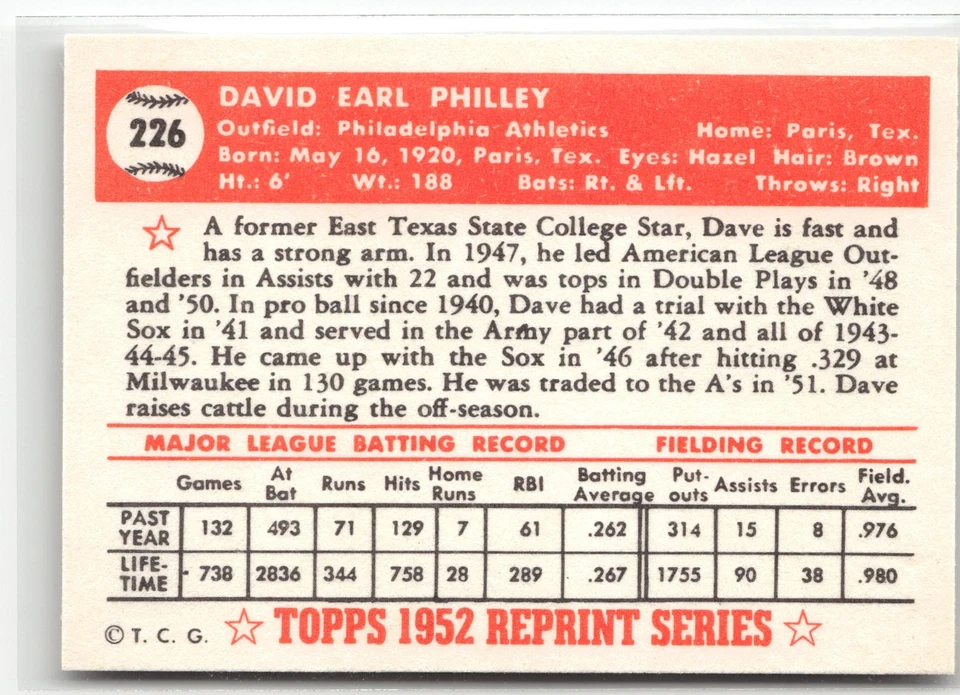 226
DAVID EARL PHILLEY
Outfield: Philadelphia Athletics Home: Paris, Tex.
Born: May 16, 1920, Paris, Tex. Eyes: Hazel Hair: Brown
Ht.: 6' Wt.: 188 Bats: Rt. & Lft. Throws: Right
A former East Texas State College Star, Dave is fast and
has a strong arm. In 1947, he led American League Out-
fielders in Assists with 22 and was tops in Double Plays in '48
and '50. In pro ball since 1940, Dave had a trial with the White
Sox in '41 and served in the Army part of '42 and all of 1943-
44-45. He came up with the Sox in '46 after hitting .329 at
Milwaukee in 130 games. He was traded to the A's in '51. Dave
raises cattle during the off-season.
MAJOR LEAGUE BATTING RECORD FIELDING RECORD
Games At Bat Runs Hits Home Runs RBI Batting Average Put-outs Assists Errors Field. Avg.
PAST YEAR 132 493 71 129 7 61 .262 314 15 8 .976
LIFE-TIME 738 2836 344 758 28 289 .267 1755 90 38 .980
© T. C. G. TOPPS 1952 REPRINT SERIES